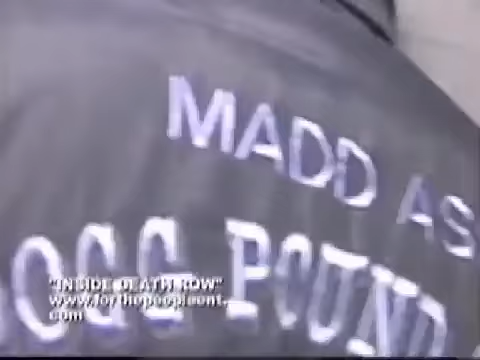 MADD AS
OGG POUND
"INSIDE DEATH ROW"
www.forthepeopleent.
com